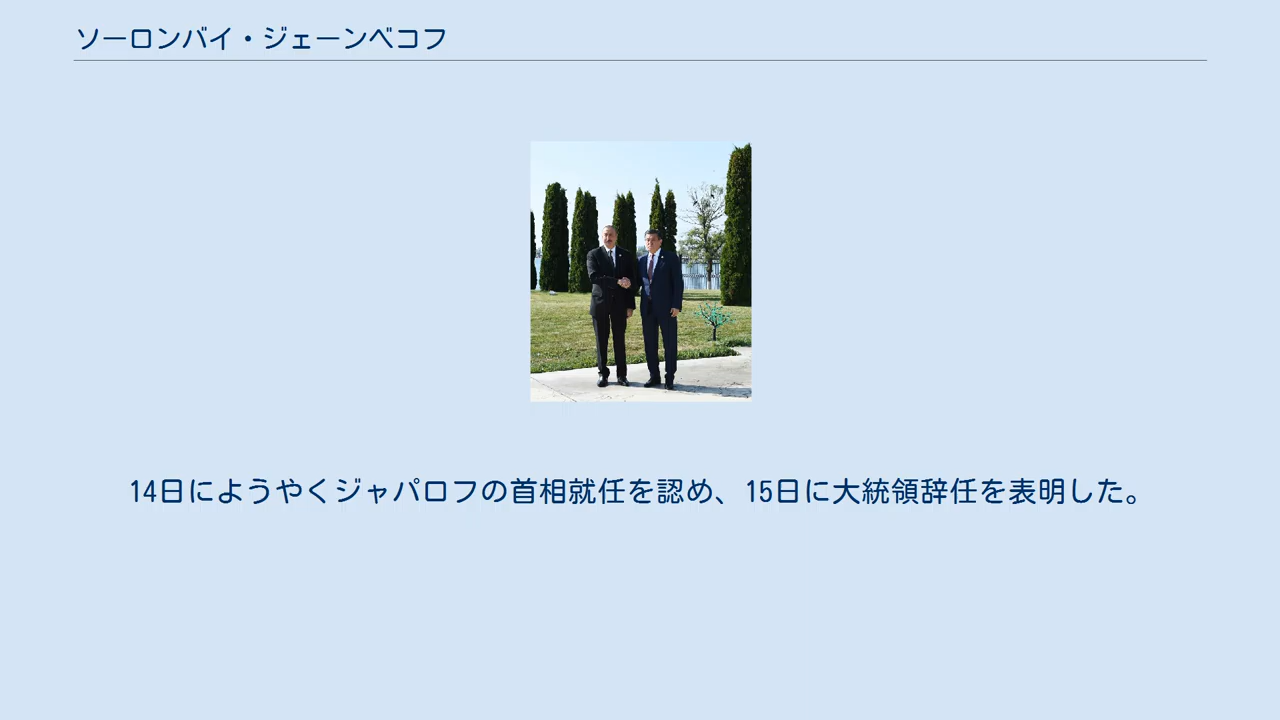 ソーロンバイ・ジェーンベコフ
14日にようやくジャパロフの首相就任を認め、15日に大統領辞任を表明した。